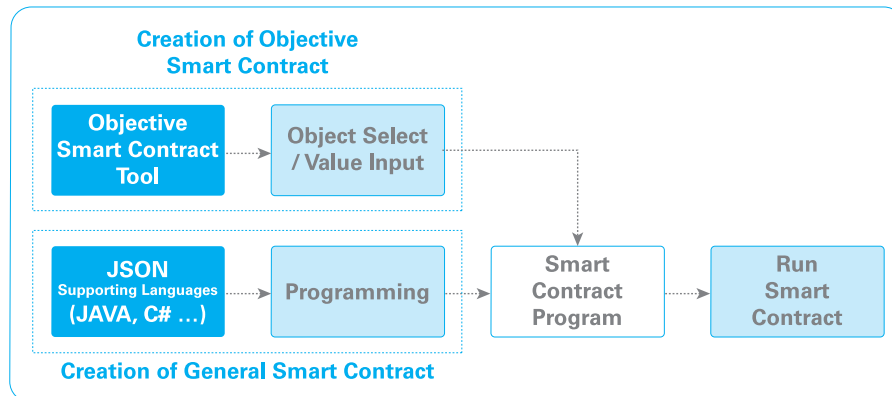 Creation of Objective
Smart Contract
Objective
Smart Contract
Tool
Object Select
/ Value Input
JSON
Supporting Languages
(JAVA, C# ...)
Programming
Smart
Contract
Program
Run
Smart
Contract
Creation of General Smart Contract